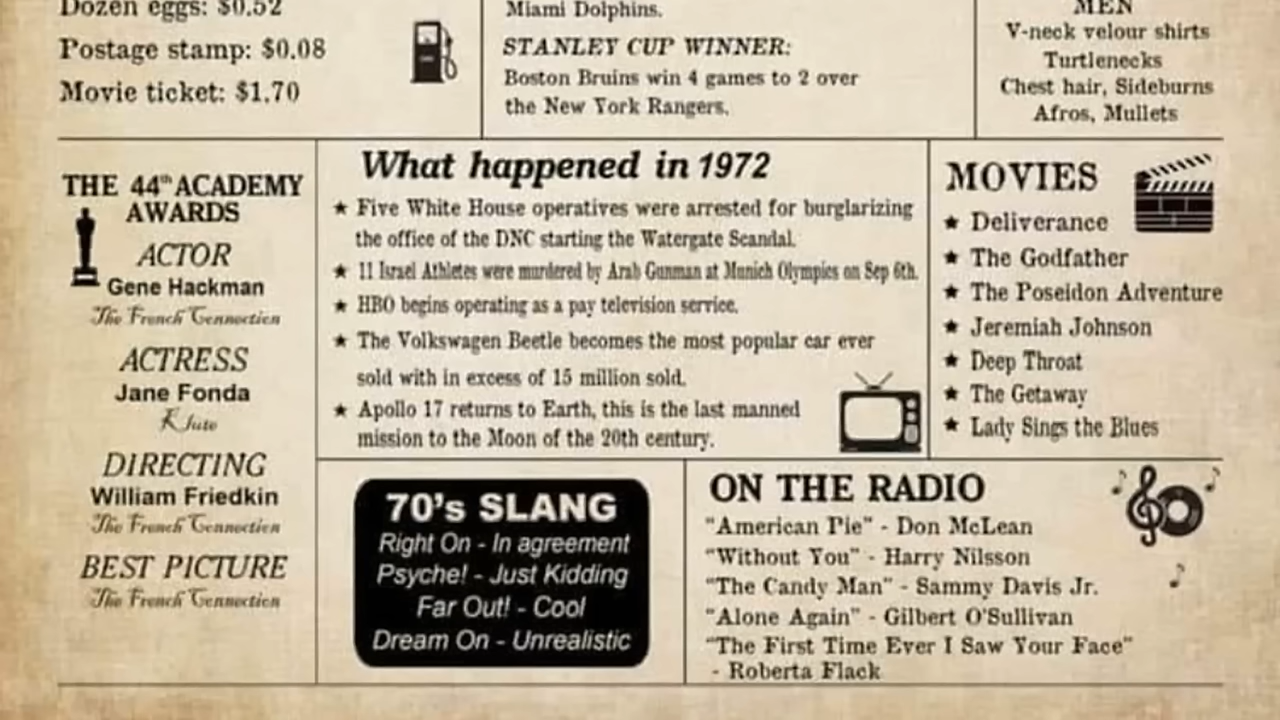 Dozen eggs: $0.52
Postage stamp: $0.08
Movie ticket: $1.70
Miami Dolphins.
STANLEY CUP WINNER:
Boston Bruins win 4 games to 2 over
the New York Rangers.
MEN
V-neck velour shirts
Turtlenecks
Chest hair, Sideburns
Afros, Mullets
THE 44th ACADEMY
AWARDS
ACTOR
Gene Hackman
The French Connection
ACTRESS
Jane Fonda
Klute
DIRECTING
William Friedkin
The French Connection
BEST PICTURE
The French Connection
What happened in 1972
★ Five White House operatives were arrested for burglarizing
the office of the DNC starting the Watergate Scandal.
★ 11 Israel Athletes were murdered by Arab Gunman at Munich Olympics on Sep 6th.
★ HBO begins operating as a pay television service.
★ The Volkswagen Beetle becomes the most popular car ever
sold with in excess of 15 million sold.
★ Apollo 17 returns to Earth, this is the last manned
mission to the Moon of the 20th century.
MOVIES
★ Deliverance
★ The Godfather
★ The Poseidon Adventure
★ Jeremiah Johnson
★ Deep Throat
★ The Getaway
★ Lady Sings the Blues
70's SLANG
Right On - In agreement
Psyche! - Just Kidding
Far Out! - Cool
Dream On - Unrealistic
ON THE RADIO
"American Pie" - Don McLean
"Without You" - Harry Nilsson
"The Candy Man" - Sammy Davis Jr.
"Alone Again" - Gilbert O'Sullivan
"The First Time Ever I Saw Your Face"
- Roberta Flack